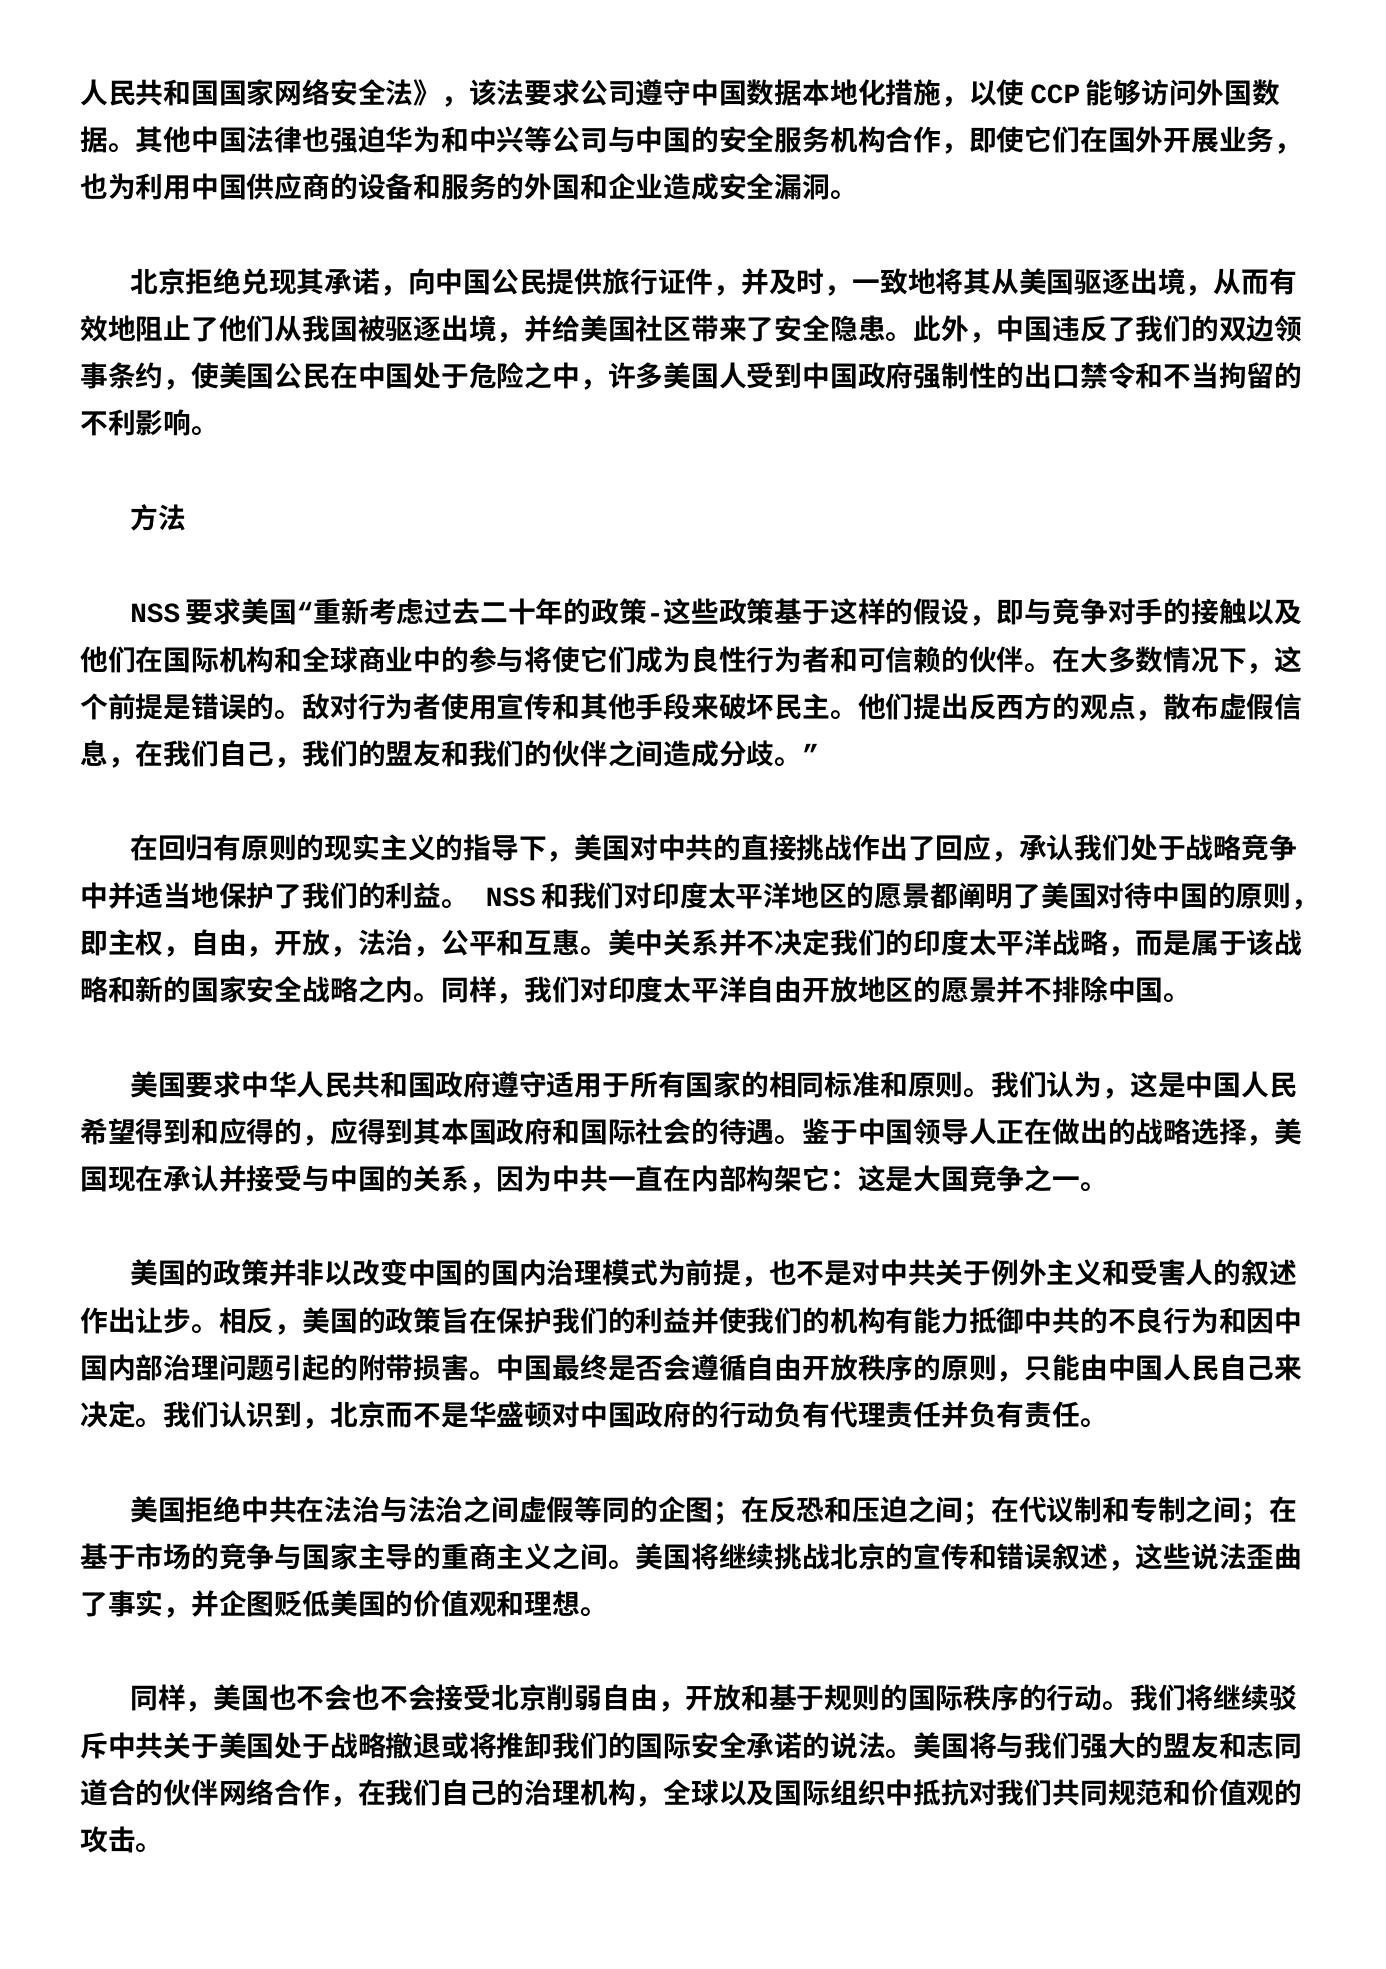 人民共和国国家网络安全法》，该法要求公司遵守中国数据本地化措施，以使 CCP 能够访问外国数
据。其他中国法律也强迫华为和中兴等公司与中国的安全服务机构合作，即使它们在国外开展业务，
也为利用中国供应商的设备和服务的外国和企业造成安全漏洞。
北京拒绝兑现其承诺，向中国公民提供旅行证件，并及时，一致地将其从美国驱逐出境，从而有
效地阻止了他们从我国被驱逐出境，并给美国社区带来了安全隐患。此外，中国违反了我们的双边领
事条约，使美国公民在中国处于危险之中，许多美国人受到中国政府强制性的出口禁令和不当拘留的
不利影响。
方法
NSS 要求美国“重新考虑过去二十年的政策-这些政策基于这样的假设，即与竞争对手的接触以及
他们在国际机构和全球商业中的参与将使它们成为良性行为者和可信赖的伙伴。在大多数情况下，这
个前提是错误的。敌对行为者使用宣传和其他手段来破坏民主。他们提出反西方的观点，散布虚假信
息，在我们自己，我们的盟友和我们的伙伴之间造成分歧。”
在回归有原则的现实主义的指导下，美国对中共的直接挑战作出了回应，承认我们处于战略竞争
中并适当地保护了我们的利益。 NSS 和我们对印度太平洋地区的愿景都阐明了美国对待中国的原则，
即主权，自由，开放，法治，公平和互惠。美中关系并不决定我们的印度太平洋战略，而是属于该战
略和新的国家安全战略之内。同样，我们对印度太平洋自由开放地区的愿景并不排除中国。
美国要求中华人民共和国政府遵守适用于所有国家的相同标准和原则。我们认为，这是中国人民
希望得到和应得的，应得到其本国政府和国际社会的待遇。鉴于中国领导人正在做出的战略选择，美
国现在承认并接受与中国的关系，因为中共一直在内部构架它：这是大国竞争之一。
美国的政策并非以改变中国的国内治理模式为前提，也不是对中共关于例外主义和受害人的叙述
作出让步。相反，美国的政策旨在保护我们的利益并使我们的机构有能力抵御中共的不良行为和因中
国内部治理问题引起的附带损害。中国最终是否会遵循自由开放秩序的原则，只能由中国人民自己来
决定。我们认识到，北京而不是华盛顿对中国政府的行动负有代理责任并负有责任。
美国拒绝中共在法治与法治之间虚假等同的企图；在反恐和压迫之间；在代议制和专制之间；在
基于市场的竞争与国家主导的重商主义之间。美国将继续挑战北京的宣传和错误叙述，这些说法歪曲
了事实，并企图贬低美国的价值观和理想。
同样，美国也不会也不会接受北京削弱自由，开放和基于规则的国际秩序的行动。我们将继续驳
斥中共关于美国处于战略撤退或将推卸我们的国际安全承诺的说法。美国将与我们强大的盟友和志同
道合的伙伴网络合作，在我们自己的治理机构，全球以及国际组织中抵抗对我们共同规范和价值观的
攻击。